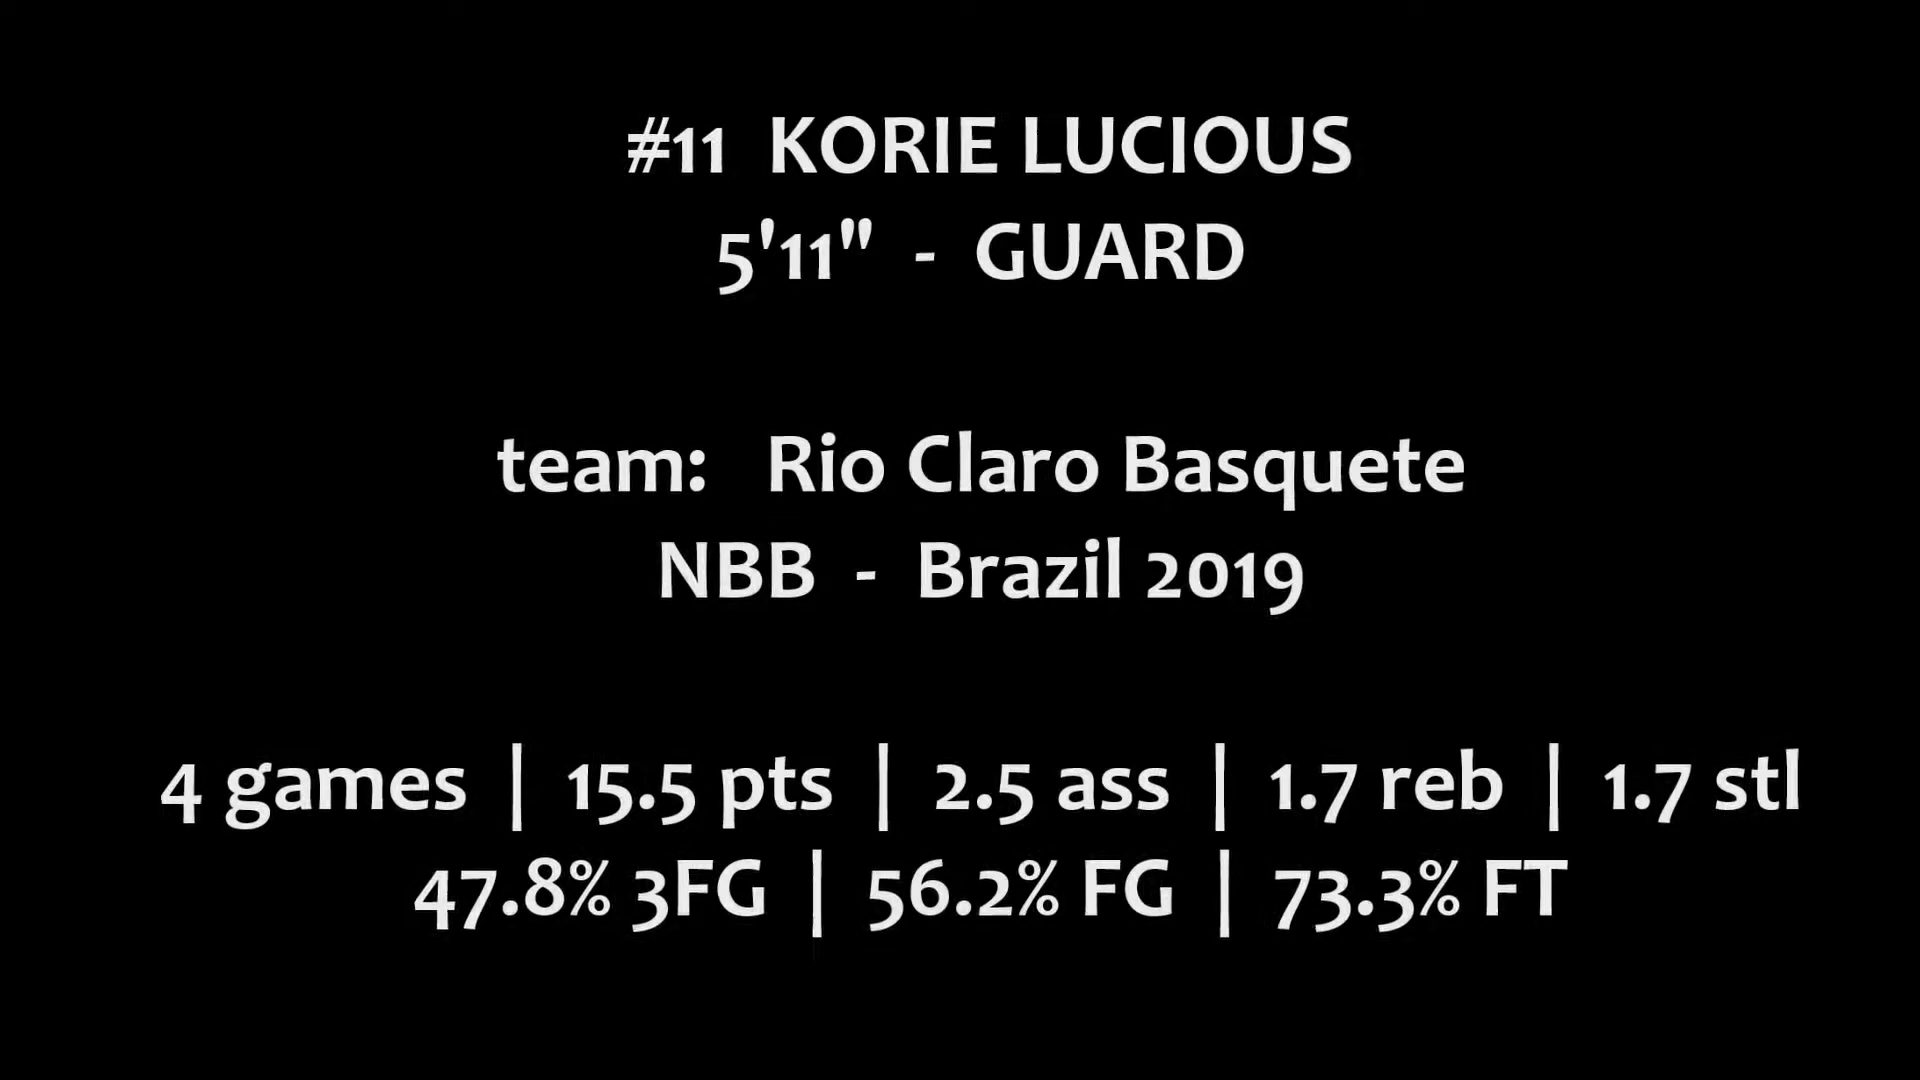 #11 KORIE LUCIOUS
5'11" - GUARD
team: Rio Claro Basquete
NBB - Brazil 2019
4 games | 15.5 pts | 2.5 ass | 1.7 reb | 1.7 stl
47.8% 3FG | 56.2% FG | 73.3% FT